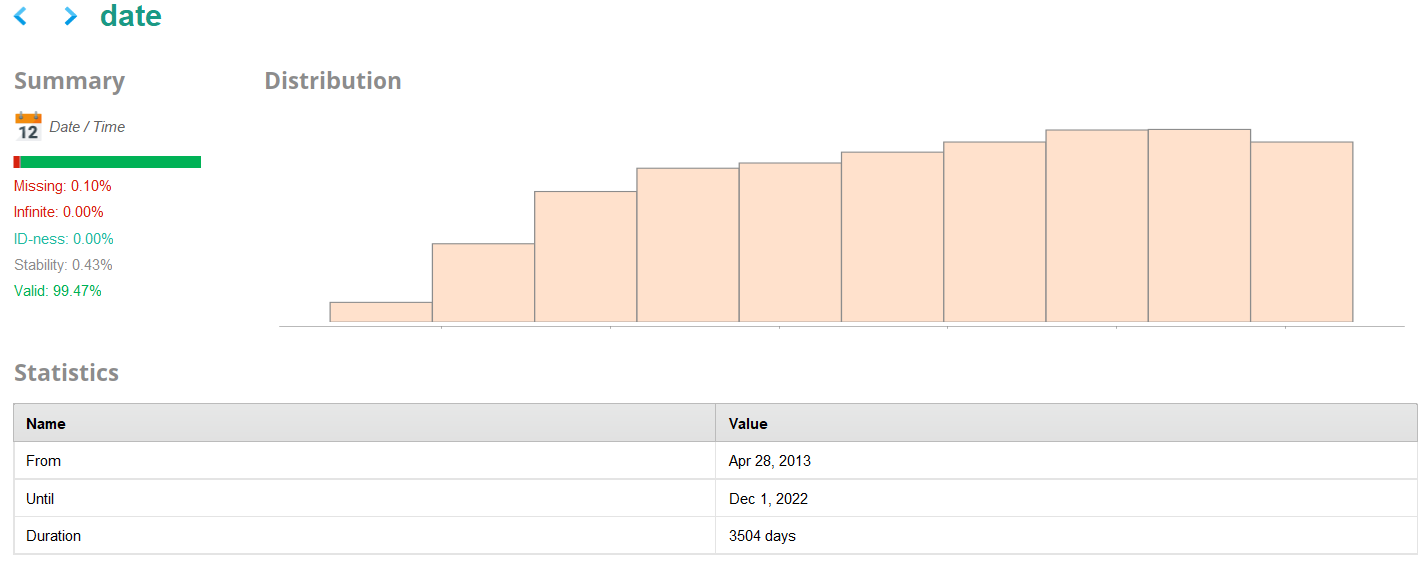 date
Summary
Distribution
12
Date / Time
Missing: 0.10%
Infinite: 0.00%
ID-ness: 0.00%
Stability: 0.43%
Valid: 99.47%
Statistics
Name Value
From Apr 28, 2013
Until Dec 1, 2022
Duration 3504 days